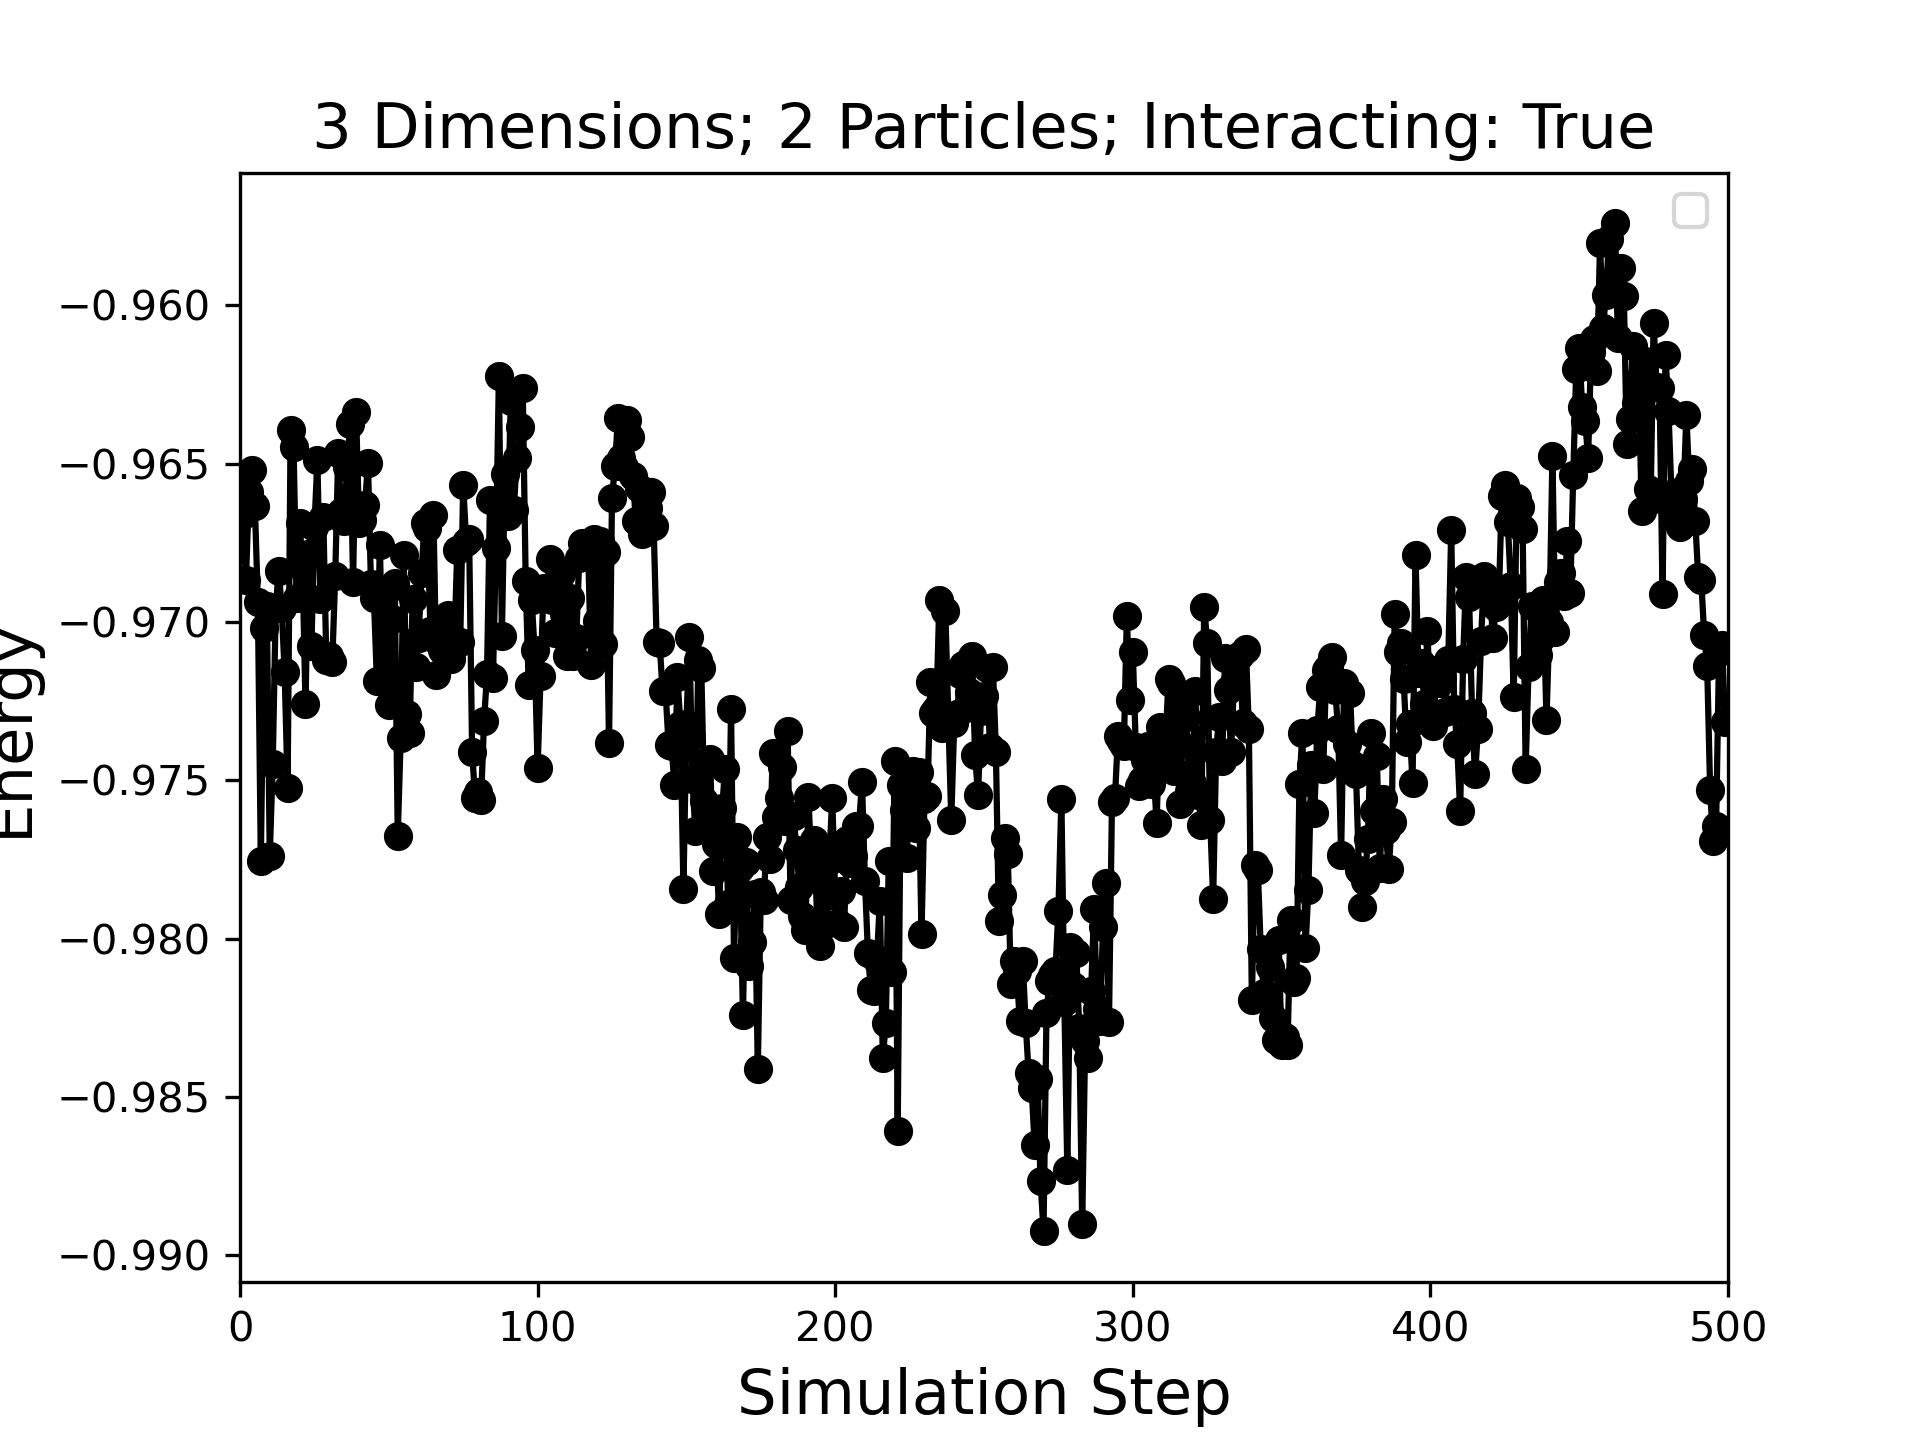 3 Dimensions; 2 Particles; Interacting: True
Energy
−0.960
−0.965
−0.970
−0.975
−0.980
−0.985
−0.990
0 100 200 300 400 500
Simulation Step